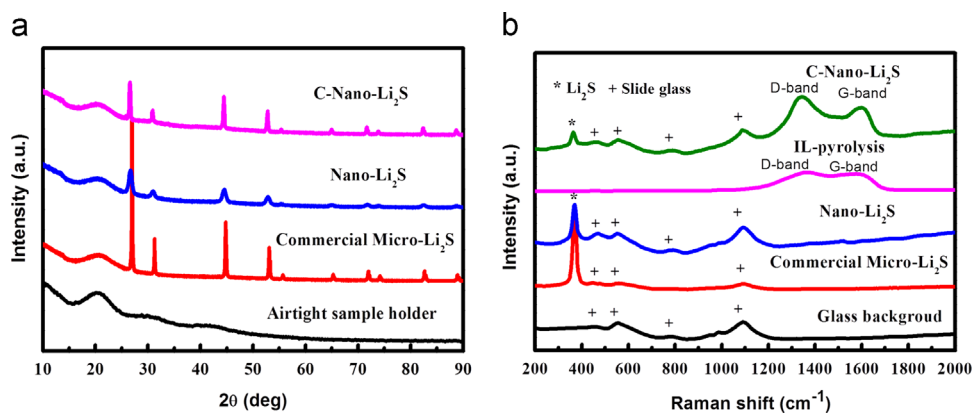 a
C-Nano-Li2S
Nano-Li2S
Commercial Micro-Li2S
Airtight sample holder
Intensity (a.u.)
10 20 30 40 50 60 70 80 90
2θ (deg)
b
C-Nano-Li2S
* Li2S + Slide glass
D-band
G-band
+
* + + + +
IL-pyrolysis
D-band
G-band
*
Nano-Li2S
+ + + +
Commercial Micro-Li2S
+ + +
Glass backgroud
+ + + +
Intensity (a.u.)
200 400 600 800 1000 1200 1400 1600 1800 2000
Raman shift (cm-1)